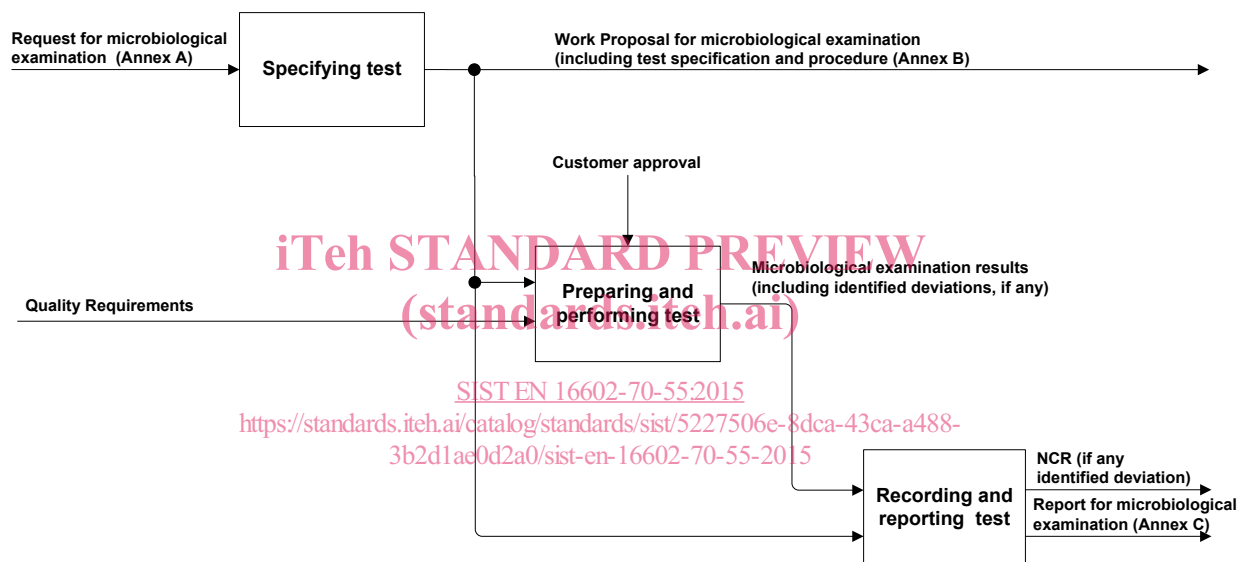 Request for microbiological
examination (Annex A)
Specifying test
Work Proposal for microbiological examination
(including test specification and procedure (Annex B)
Customer approval
iTeh STANDARD PREVIEW
(standards.iteh.ai)
Quality Requirements
Preparing and
performing test
Microbiological examination results
(including identified deviations, if any)
SIST EN 16602-70-55:2015
https://standards.iteh.ai/catalog/standards/sist/5227506e-8dca-43ca-a488-
3b2d1ae0d2a0/sist-en-16602-70-55-2015
Recording and
reporting test
NCR (if any
identified deviation)
Report for microbiological
examination (Annex C)